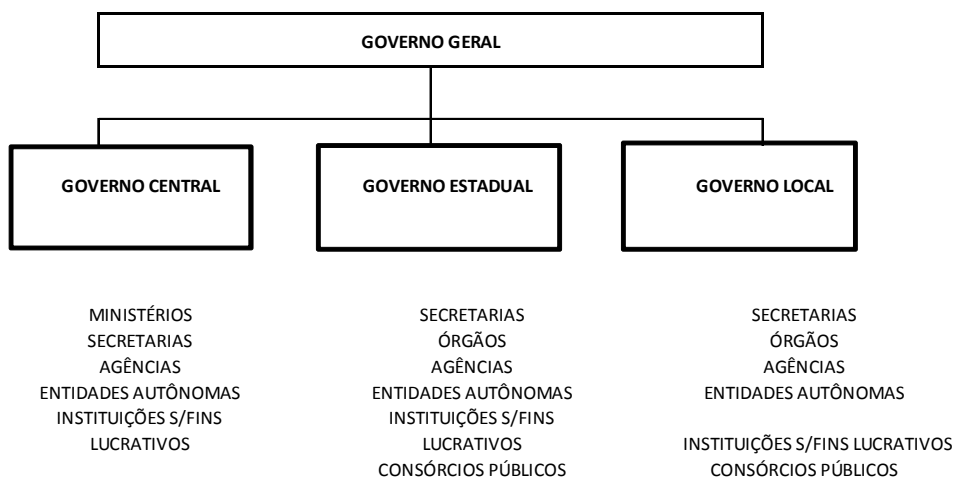 GOVERNO GERAL
GOVERNO CENTRAL
GOVERNO ESTADUAL
GOVERNO LOCAL
MINISTÉRIOS
SECRETARIAS
AGÊNCIAS
ENTIDADES AUTÔNOMAS
INSTITUIÇÕES S/FINS
LUCRATIVOS
SECRETARIAS
ÓRGÃOS
AGÊNCIAS
ENTIDADES AUTÔNOMAS
INSTITUIÇÕES S/FINS
LUCRATIVOS
CONSÓRCIOS PÚBLICOS
SECRETARIAS
ÓRGÃOS
AGÊNCIAS
ENTIDADES AUTÔNOMAS
INSTITUIÇÕES S/FINS LUCRATIVOS
CONSÓRCIOS PÚBLICOS